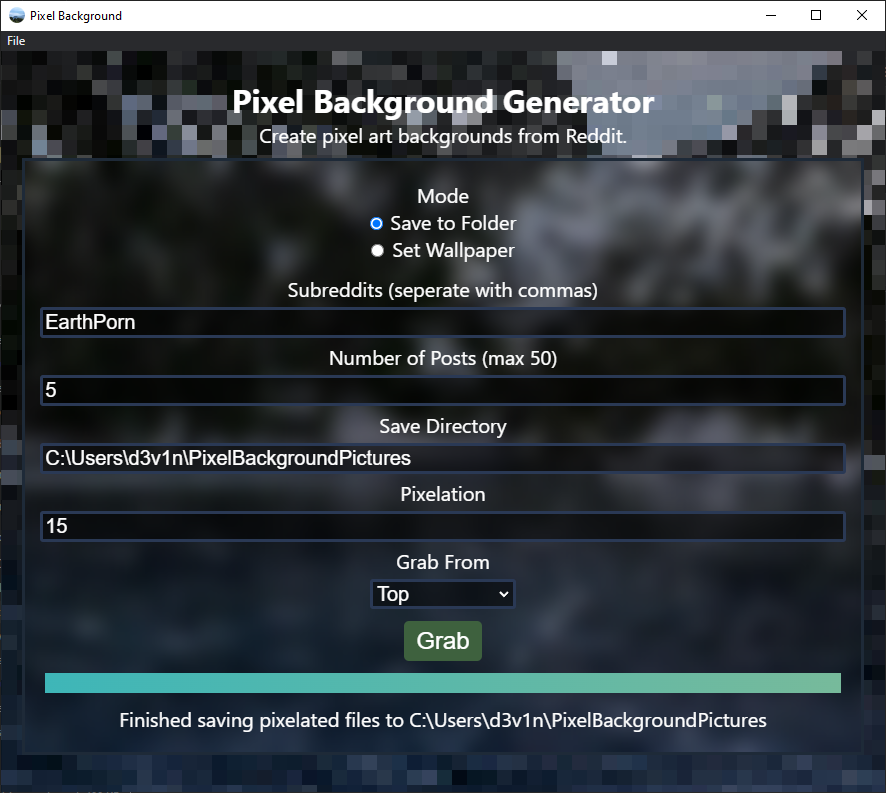 Pixel Background
File
Pixel Background Generator
Create pixel art backgrounds from Reddit.
Mode
Save to Folder
Set Wallpaper
Subreddits (seperate with commas)
EarthPorn
Number of Posts (max 50)
5
Save Directory
C:\Users\d3v1n\PixelBackgroundPictures
Pixelation
15
Grab From
Top
Grab
Finished saving pixelated files to C:\Users\d3v1n\PixelBackgroundPictures